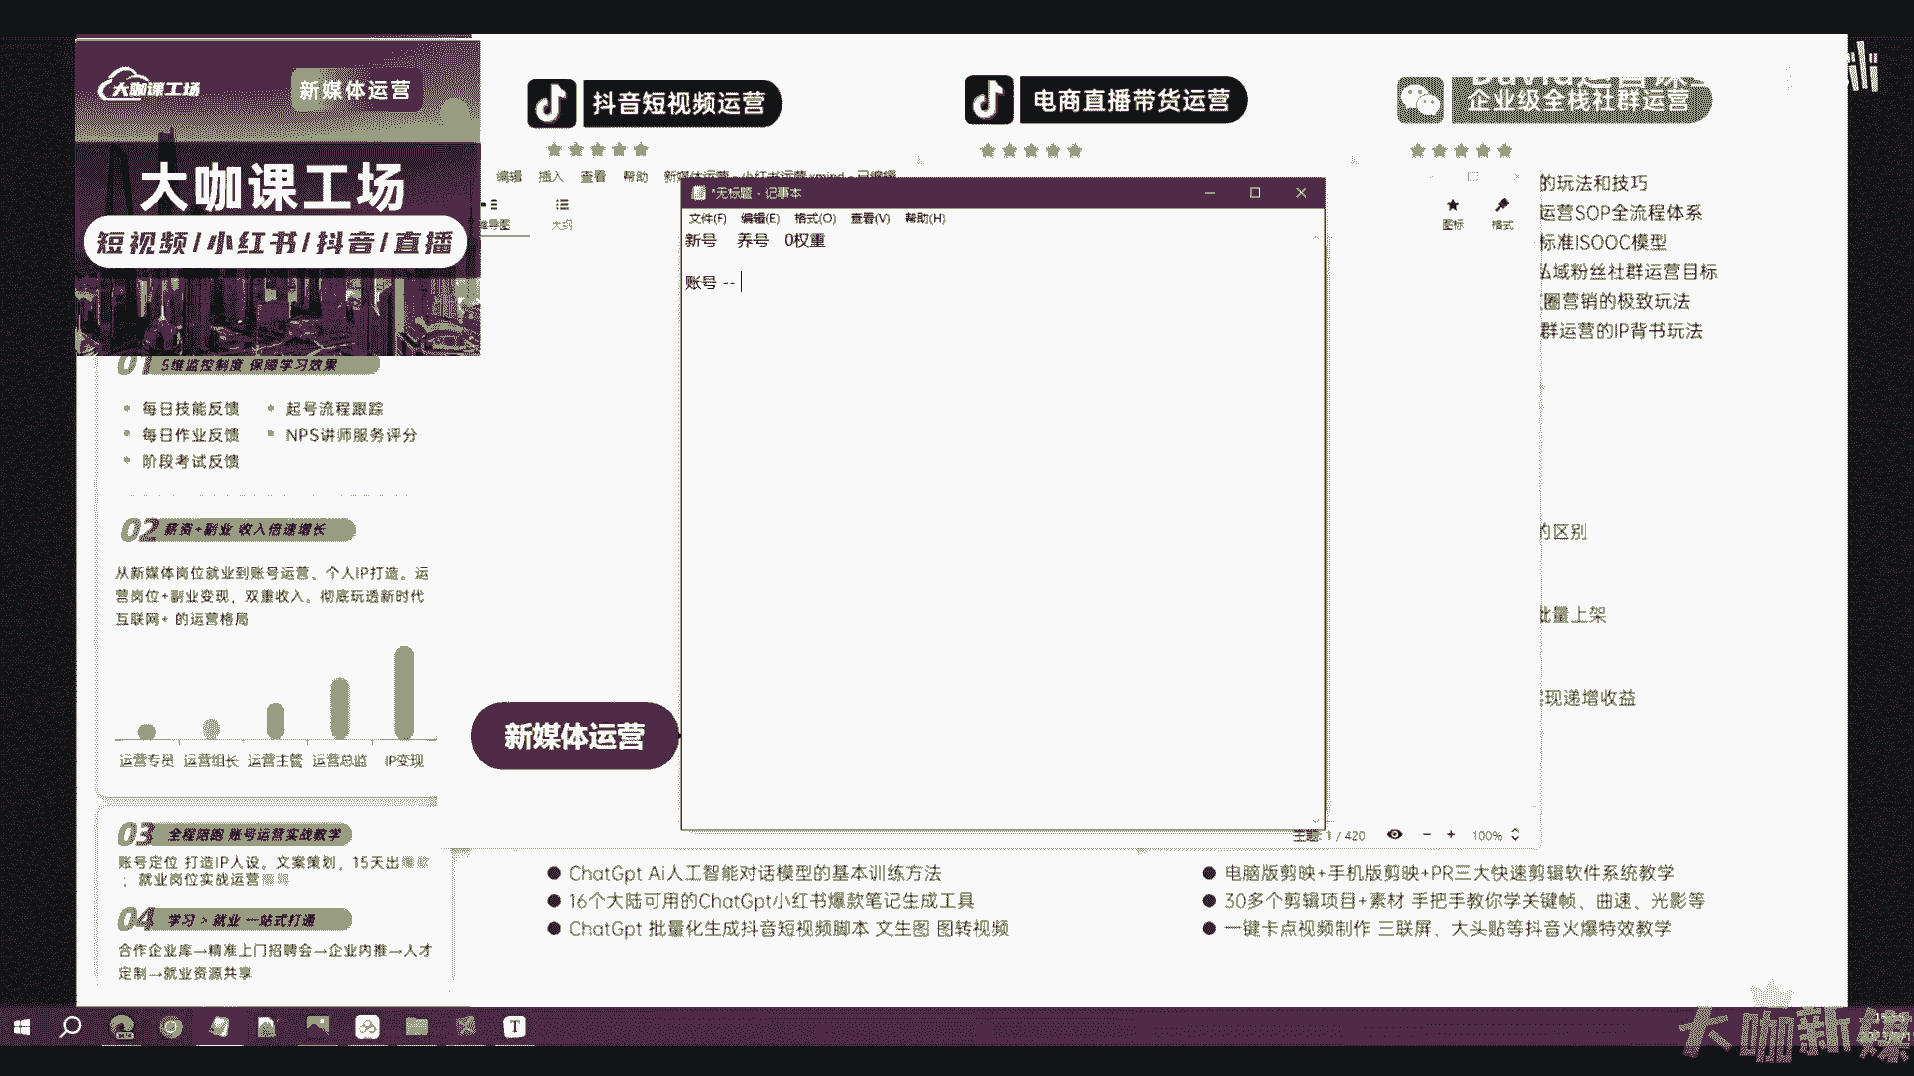 大咖课工场
新媒体运营
大咖课工场
短视频/小红书/抖音/直播
01 5维监控制度 保障学习效果
每日技能反馈
起号流程跟踪
每日作业反馈
NPS讲师服务评分
阶段考试反馈
02 薪资+副业 收入倍速增长
从新媒体岗位就业到账号运营、个人IP打造。运
营岗位+副业变现，双重收入。彻底玩透新时代
互联网+ 的运营格局
运营专员 运营组长 运营主管 运营总监 IP变现
03 全程陪跑 账号运营实战教学
账号定位 打造IP人设。文案策划，15天出
；就业岗位实战运营
04 学习 > 就业 一站式打通
合作企业库→精准上门招聘会→企业内推→人才
定制→就业资源共享
抖音短视频运营
电商直播带货运营
企业级全栈社群运营
编辑 插入 查看 帮助 新媒体运营 - 小红书运营.xmind - 已编辑
大纲
*无标题 - 记事本
文件(F) 编辑(E) 格式(O) 查看(V) 帮助(H)
新号 养号 0权重
账号 --
图标 格式
的玩法和技巧
运营SOP全流程体系
标准ISOOC模型
私域粉丝社群运营目标
圈营销的极致玩法
群运营的IP背书玩法
的区别
批量上架
现递增收益
新媒体运营
主题: 1 / 420
100%
ChatGpt Ai人工智能对话模型的基本训练方法
16个大陆可用的ChatGpt小红书爆款笔记生成工具
ChatGpt 批量化生成抖音短视频脚本 文生图 图转视频
电脑版剪映+手机版剪映+PR三大快速剪辑软件系统教学
30多个剪辑项目+素材 手把手教你学关键帧、曲速、光影等
一键卡点视频制作 三联屏、大头贴等抖音火爆特效教学
大咖新媒